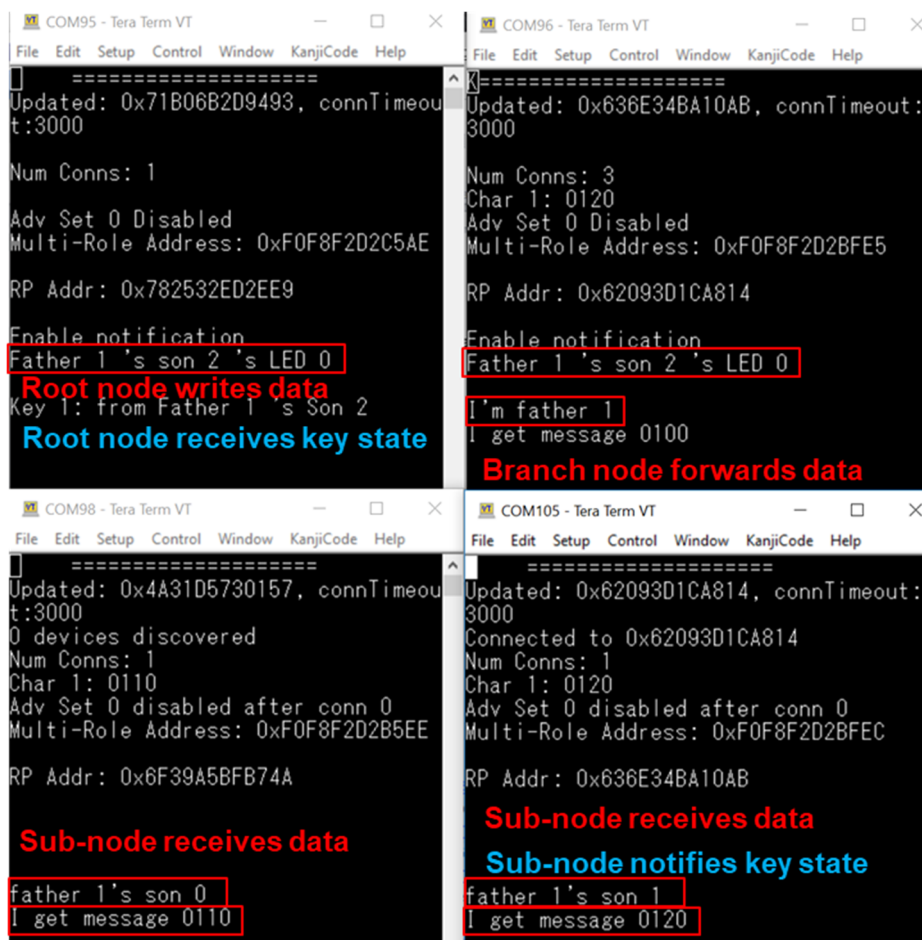 COM95 - Tera Term VT
File Edit Setup Control Window KanjiCode Help
====================
Updated: 0x71B06B2D9493, connTimeou
t:3000
Num Conns: 1
Adv Set 0 Disabled
Multi-Role Address: 0xF0F8F2D2C5AE
RP Addr: 0x782532ED2EE9
Enable notification
Father 1 's son 2 's LED 0
Root node writes data
Key 1: from Father 1 's Son 2
Root node receives key state
COM96 - Tera Term VT
File Edit Setup Control Window KanjiCode Help
K====================
Updated: 0x636E34BA10AB, connTimeout:
3000
Num Conns: 3
Char 1: 0120
Adv Set 0 Disabled
Multi-Role Address: 0xF0F8F2D2BFE5
RP Addr: 0x62093D1CA814
Enable notification
Father 1 's son 2 's LED 0
I'm father 1
I get message 0100
Branch node forwards data
COM98 - Tera Term VT
File Edit Setup Control Window KanjiCode Help
====================
Updated: 0x4A31D5730157, connTimeou
t:3000
0 devices discovered
Num Conns: 1
Char 1: 0110
Adv Set 0 disabled after conn 0
Multi-Role Address: 0xF0F8F2D2B5EE
RP Addr: 0x6F39A5BFB74A
Sub-node receives data
father 1's son 0
I get message 0110
COM105 - Tera Term VT
File Edit Setup Control Window KanjiCode Help
====================
Updated: 0x62093D1CA814, connTimeout:
3000
Connected to 0x62093D1CA814
Num Conns: 1
Char 1: 0120
Adv Set 0 disabled after conn 0
Multi-Role Address: 0xF0F8F2D2BFEC
RP Addr: 0x636E34BA10AB
Sub-node receives data
Sub-node notifies key state
father 1's son 1
I get message 0120